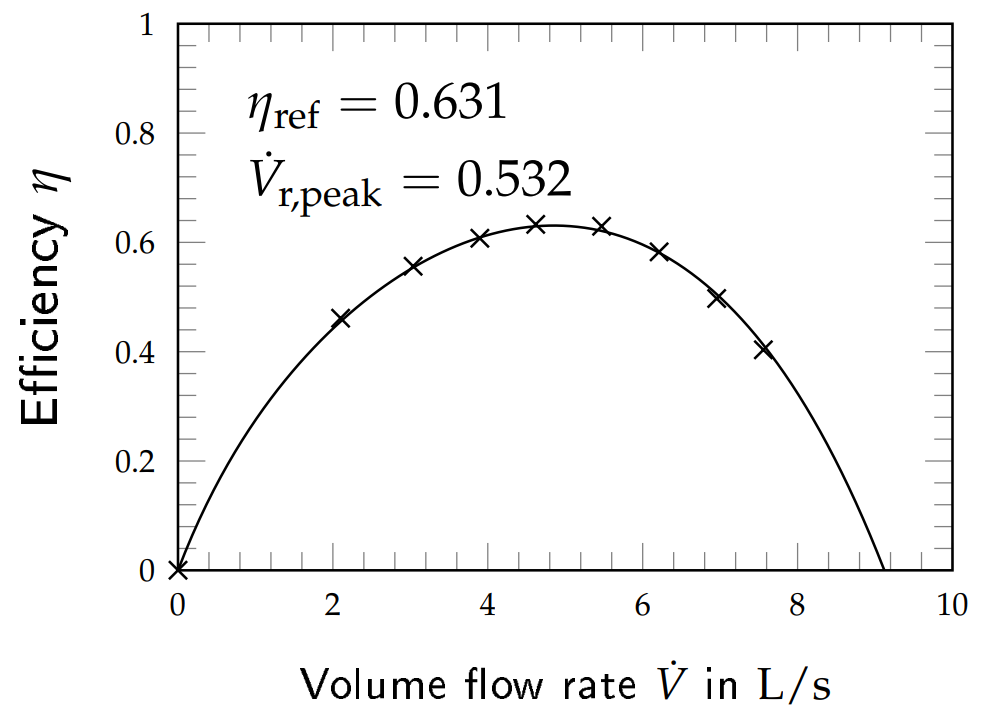 1
η_ref = 0.631
0.8
V̇_r,peak = 0.532
0.6
0.4
0.2
0
Efficiency η
0 2 4 6 8 10
Volume flow rate V̇ in L/s